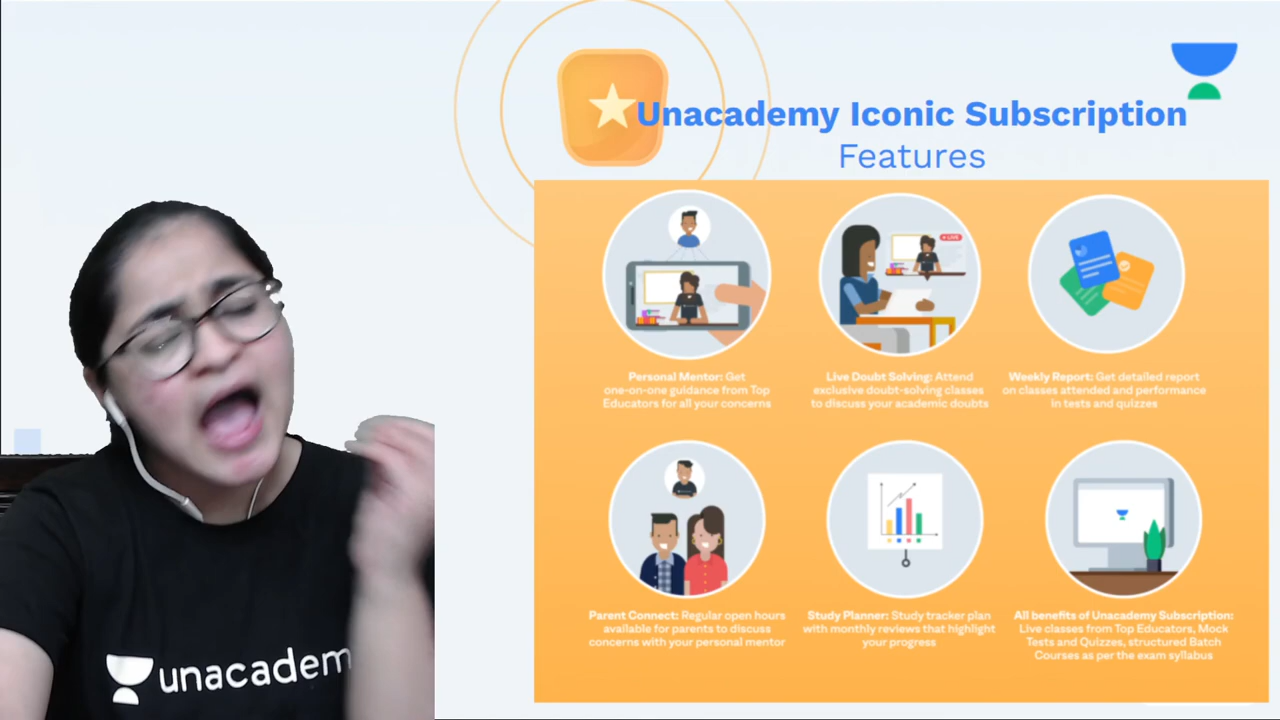 Unacademy Iconic Subscription
Features
LIVE
Personal Mentor: Get
one-on-one guidance from Top
Educators for all your concerns
Live Doubt Solving: Attend
exclusive doubt-solving classes
to discuss your academic doubts
Weekly Report: Get detailed report
on classes attended and performance
in tests and quizzes
Parent Connect: Regular open hours
available for parents to discuss
concerns with your personal mentor
Study Planner: Study tracker plan
with monthly reviews that highlight
your progress
All benefits of Unacademy Subscription:
Live classes from Top Educators, Mock
Tests and Quizzes, structured Batch
Courses as per the exam syllabus
unacadem